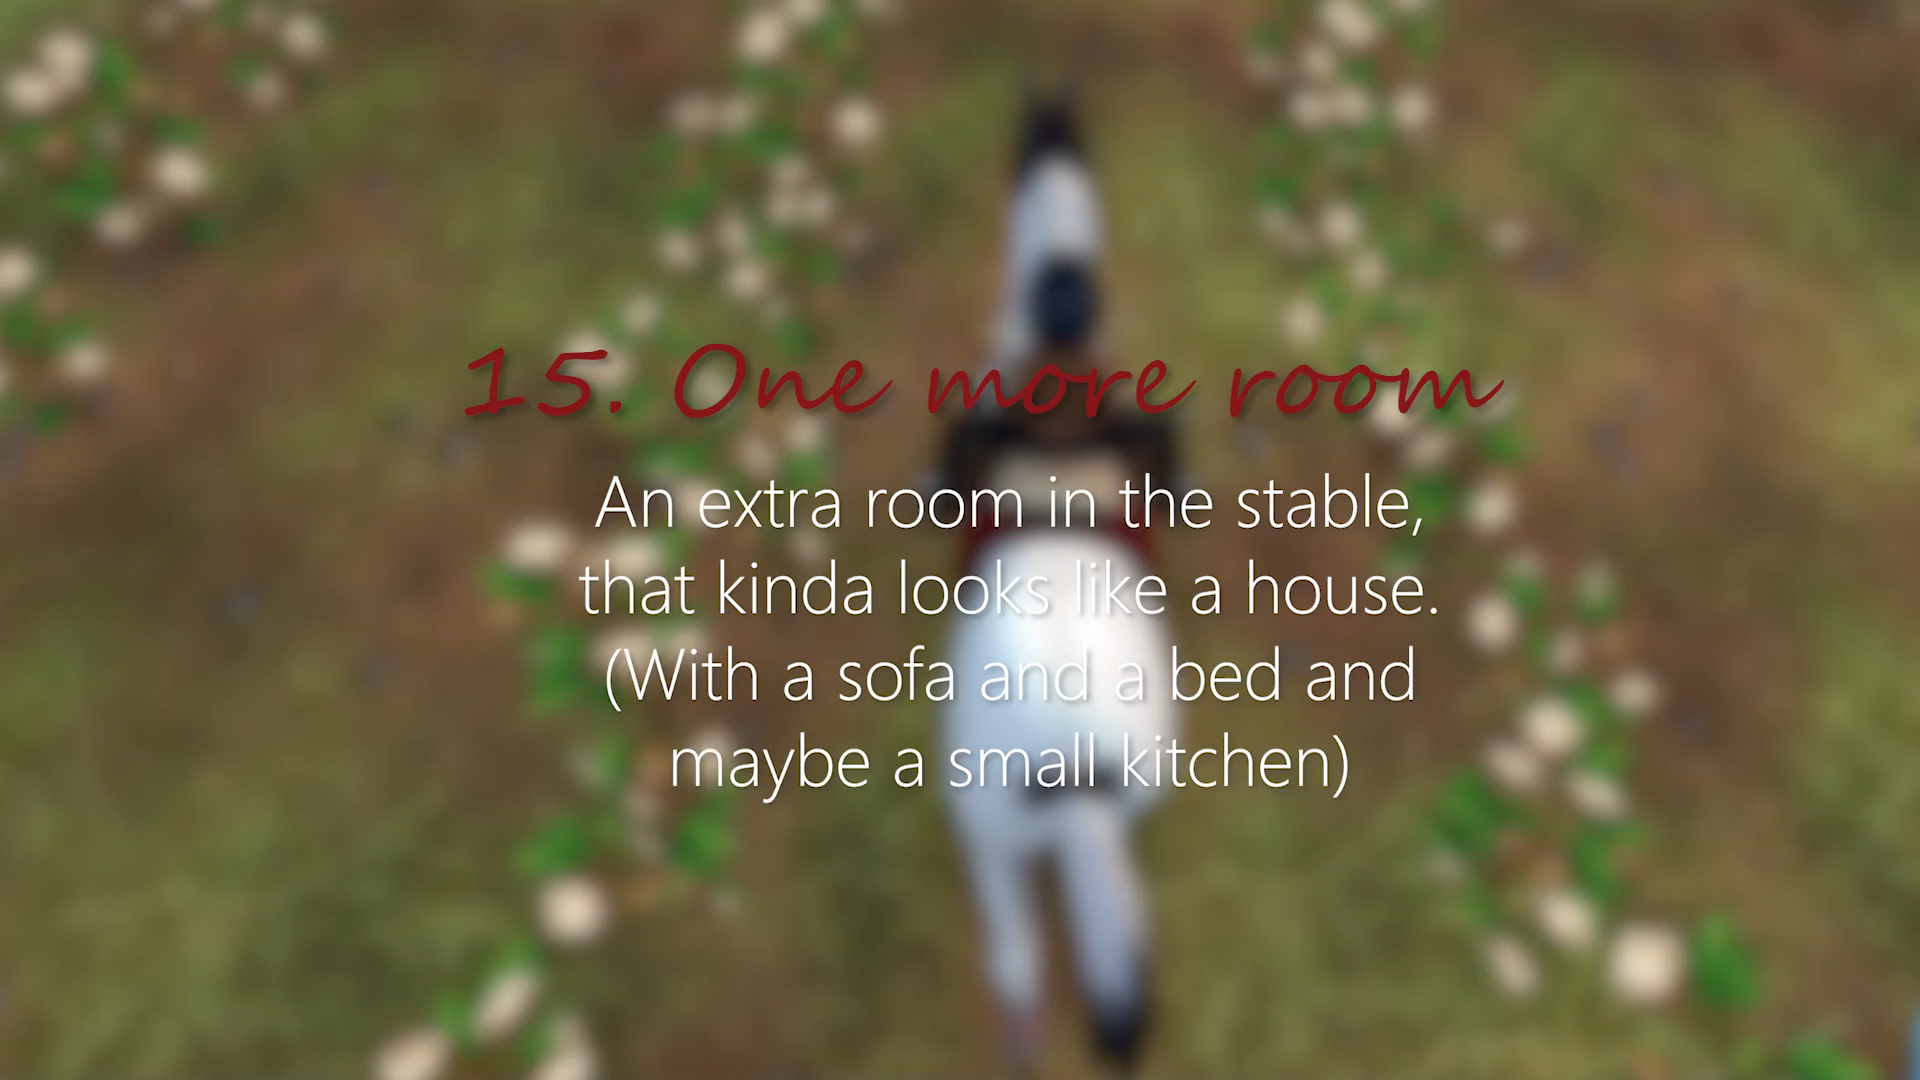 15. One more room
An extra room in the stable,
that kinda looks like a house.
(With a sofa and a bed and
maybe a small kitchen)